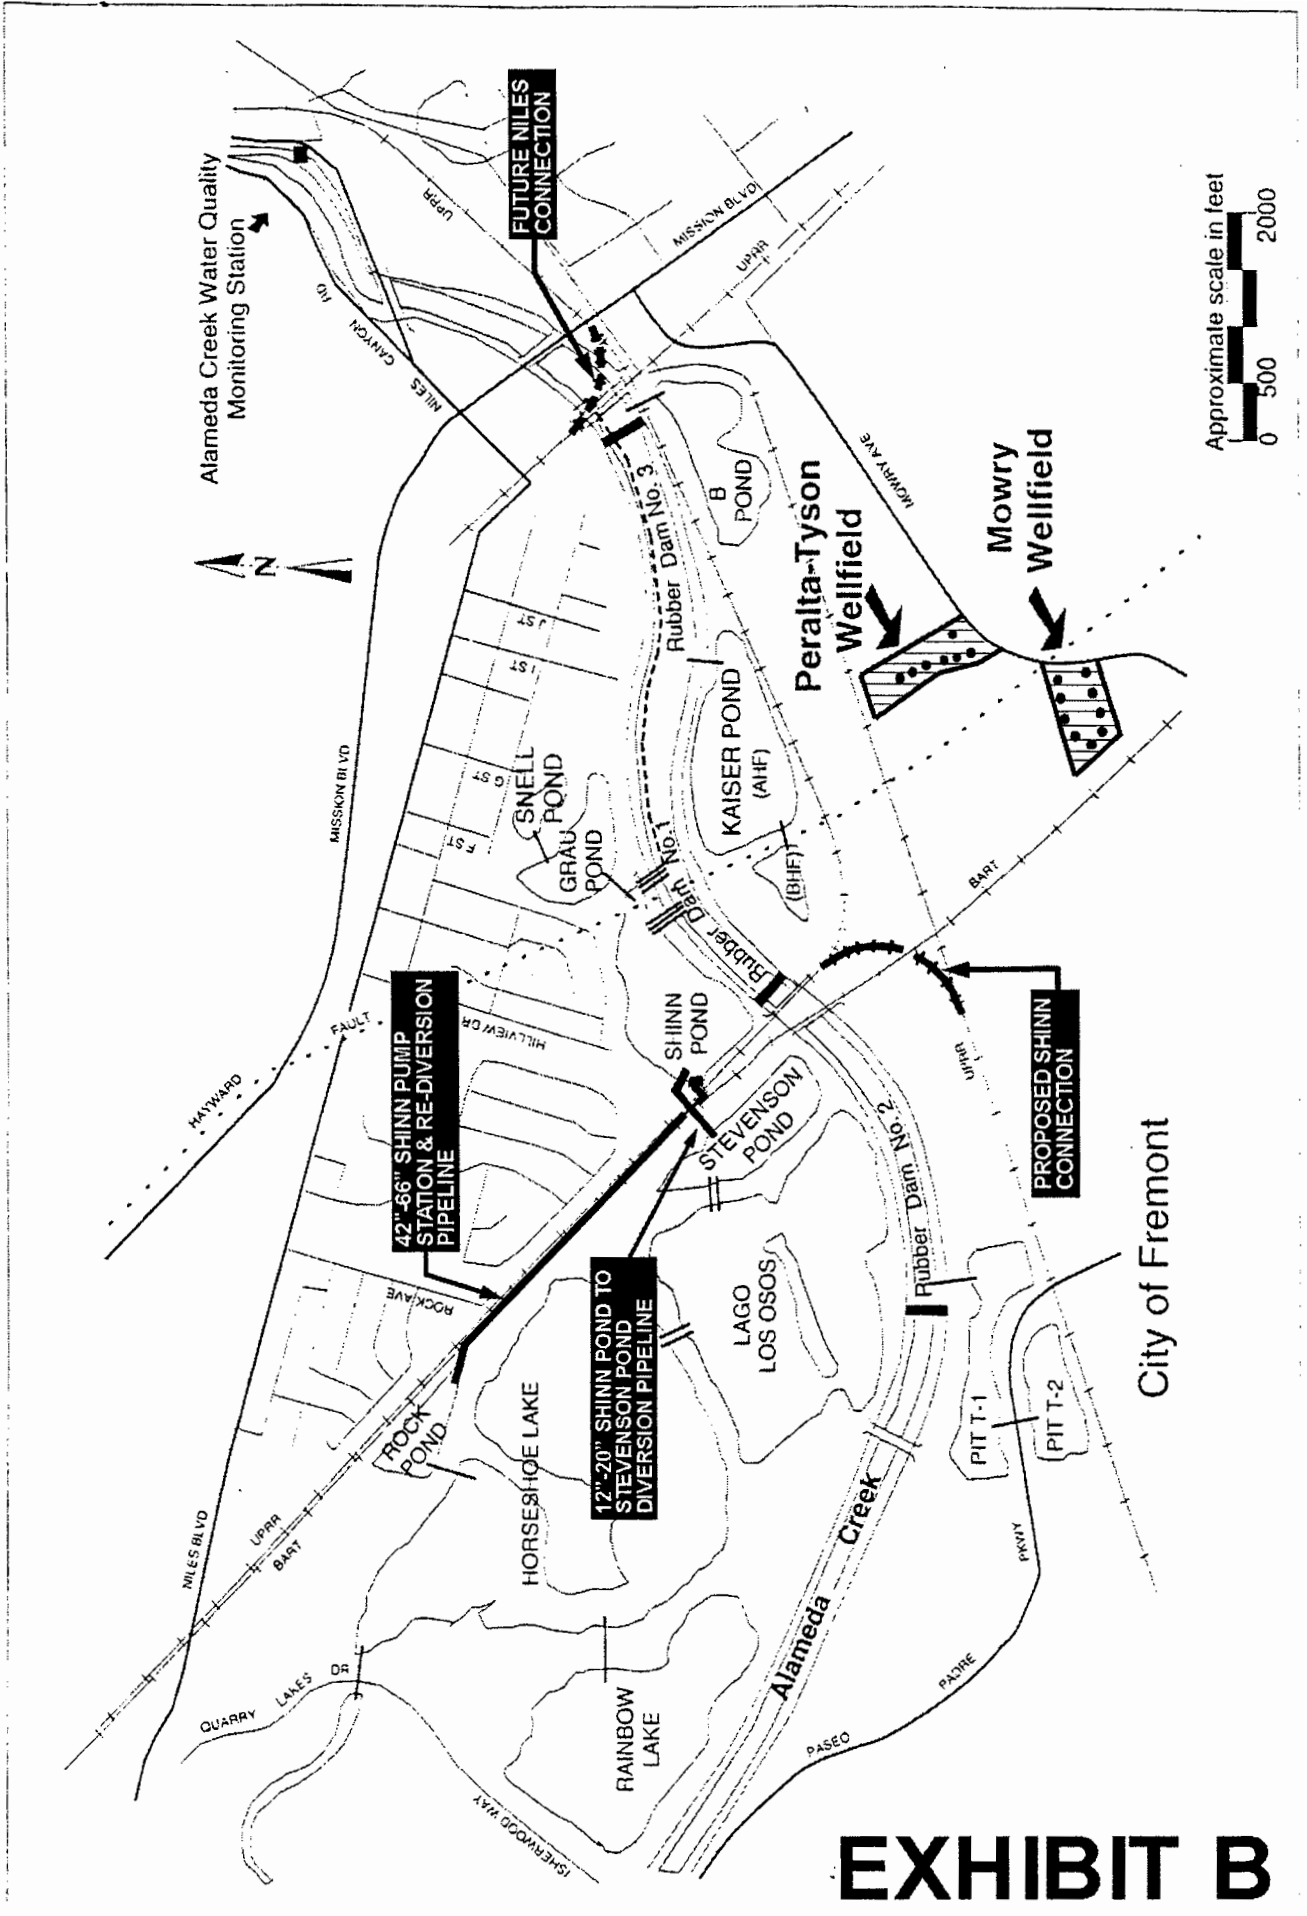 Alameda Creek Water Quality
Monitoring Station
FUTURE NILES
CONNECTION
UPRR
NILES
CANYON
RD
MISSION BLVD
UPRR
N
MISSION BLVD
J ST
I ST
G ST
F ST
SNELL
POND
GRAU
POND
Rubber Dam No. 3
B
POND
MOWRY AVE
Peralta-Tyson
Wellfield
Mowry
Wellfield
Approximate scale in feet
0
500
2000
KAISER POND
(AHF)
(BHF)
Rubber Dam No.1
BART
HAYWARD
FAULT
HILLVIEW DR
42"-66" SHINN PUMP
STATION & RE-DIVERSION
PIPELINE
SHINN
POND
STEVENSON
POND
PROPOSED SHINN
CONNECTION
UPRR
Rubber Dam No.2
ROCK AVE
12"-20" SHINN POND TO
STEVENSON POND
DIVERSION PIPELINE
LAGO
LOS OSOS
City of Fremont
ROCK
POND
HORSESHOE LAKE
PIT T-1
PIT T-2
NILES BLVD
UPRR
BART
Alameda Creek
PASEO
PADRE
PKWY
QUARRY
LAKES
DR
RAINBOW
LAKE
ISHERWOOD WAY
EXHIBIT B